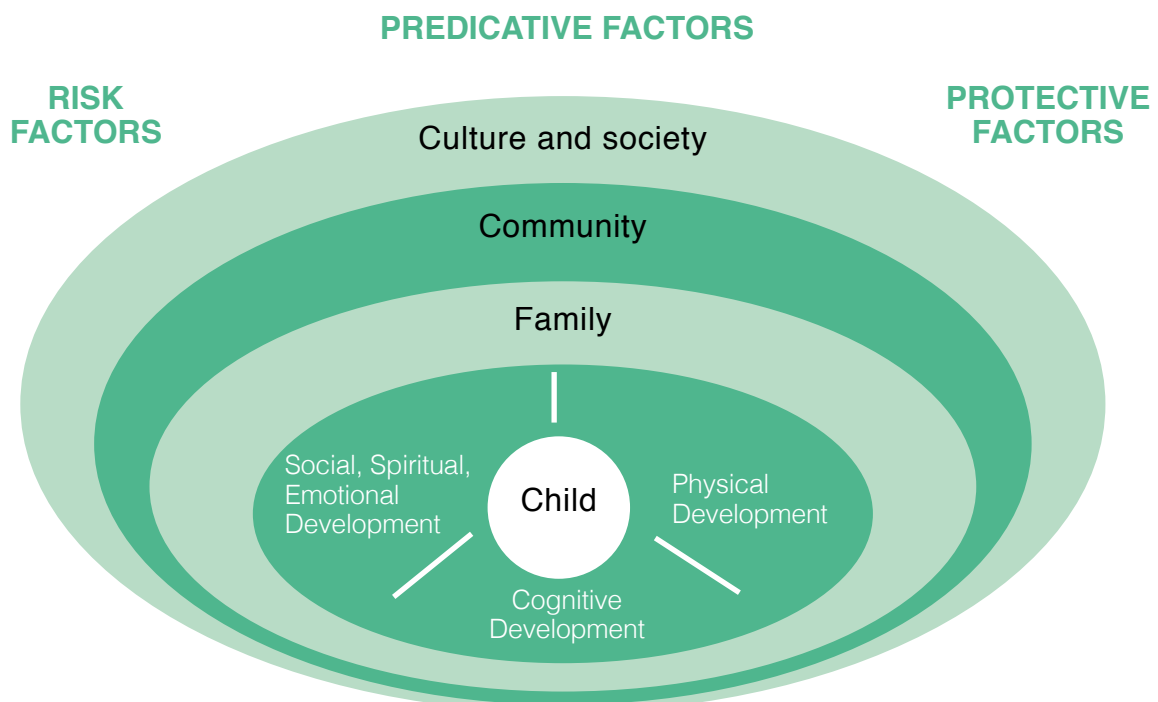 PREDICATIVE FACTORS
RISK
FACTORS
PROTECTIVE
FACTORS
Culture and society
Community
Family
Social, Spiritual,
Emotional
Development
Child
Physical
Development
Cognitive
Development